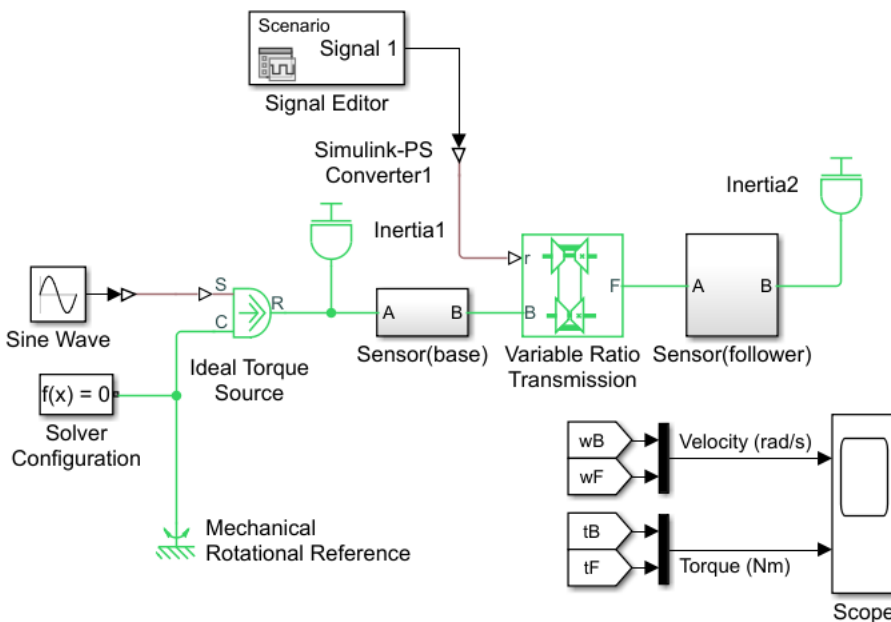 Scenario
Signal 1
Signal Editor
Simulink-PS
Converter1
Inertia1
Inertia2
Sine Wave
S
C
R
Ideal Torque
Source
A
B
Sensor(base)
r
B
F
Variable Ratio
Transmission
A
B
Sensor(follower)
f(x) = 0
Solver
Configuration
Mechanical
Rotational Reference
wB
wF
Velocity (rad/s)
tB
tF
Torque (Nm)
Scope